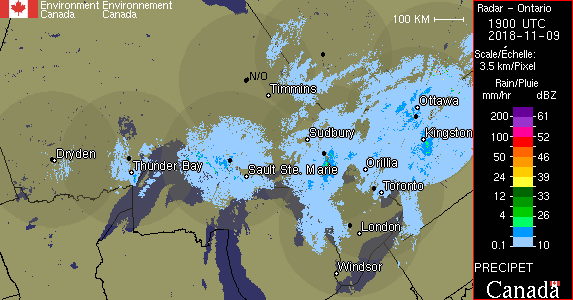 Environment Environnement
Canada Canada
100 KM
N/O
Timmins
Ottawa
Sudbury
Kingston
Dryden
Thunder Bay
Sault Ste. Marie
Orillia
Toronto
London
Windsor
Radar - Ontario
1900 UTC
2018-11-09
Scale/Échelle:
3.5 km/Pixel
Rain/Pluie
mm/hr dBZ
200 61
100 52
50 46
24 39
12 33
4 26
0.1 10
PRECIPET
Canada